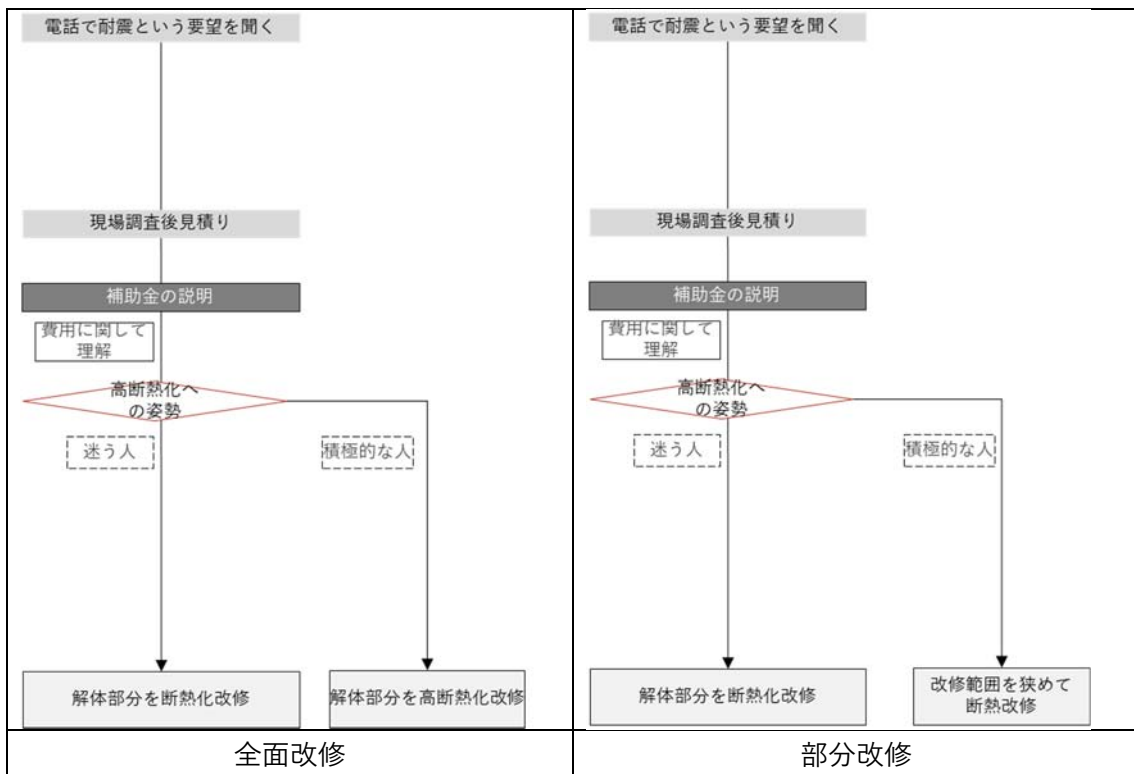 電話で耐震という要望を聞く
現場調査後見積り
補助金の説明
費用に関して
理解
高断熱化へ
の姿勢
迷う人
積極的な人
解体部分を断熱化改修
解体部分を高断熱化改修
全面改修
電話で耐震という要望を聞く
現場調査後見積り
補助金の説明
費用に関して
理解
高断熱化へ
の姿勢
迷う人
積極的な人
解体部分を断熱化改修
改修範囲を狭めて
断熱改修
部分改修